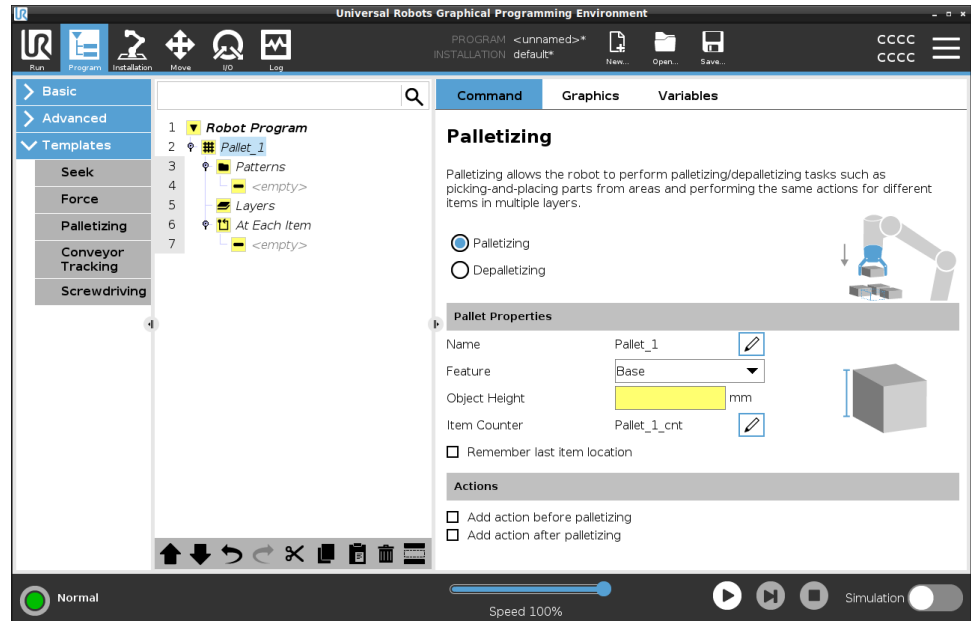 Universal Robots Graphical Programming Environment
UR
Run
Program
Installation
Move
I/O
Log
PROGRAM <unnamed>*
INSTALLATION default*
New...
Open...
Save...
CCCC
CCCC
Basic
Advanced
Templates
Seek
Force
Palletizing
Conveyor
Tracking
Screwdriving
1 Robot Program
2 Pallet_1
3 Patterns
4 <empty>
5 Layers
6 At Each Item
7 <empty>
Command Graphics Variables
Palletizing
Palletizing allows the robot to perform palletizing/depalletizing tasks such as
picking-and-placing parts from areas and performing the same actions for different
items in multiple layers.
Palletizing
Depalletizing
Pallet Properties
Name Pallet_1
Feature Base
Object Height mm
Item Counter Pallet_1_cnt
Remember last item location
Actions
Add action before palletizing
Add action after palletizing
Normal
Speed 100%
Simulation